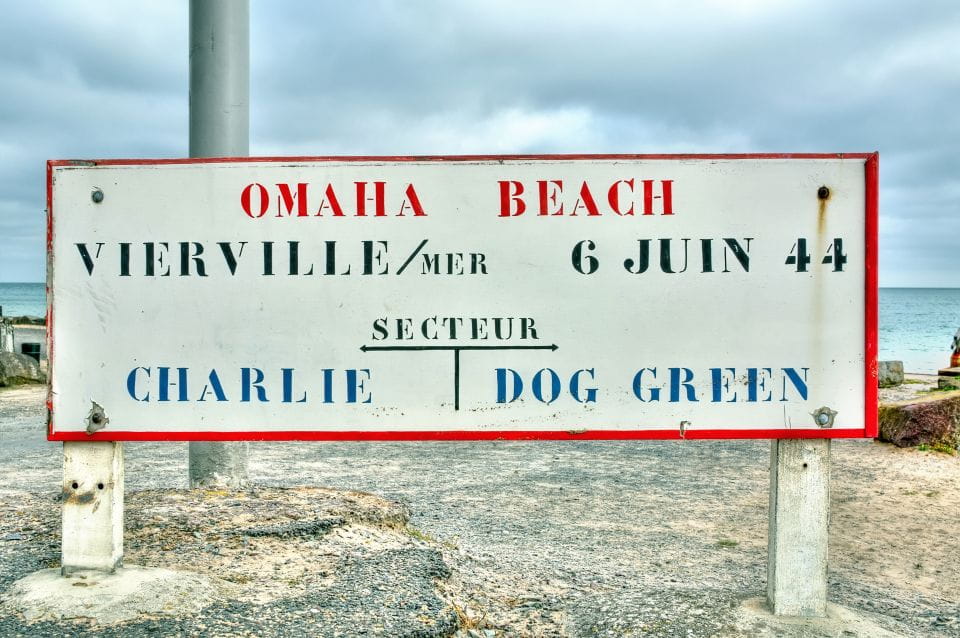 OMAHA BEACH
VIERVILLE/MER 6 JUIN 44
SECTEUR
CHARLIE DOG GREEN